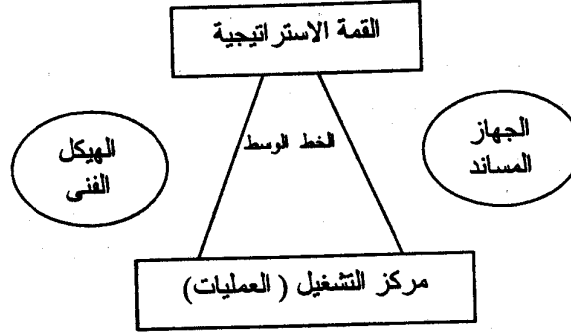 القمة الاستراتيجية
الجهاز
المساند
الخط الوسط
الهيكل
الفنى
مركز التشغيل ( العمليات)